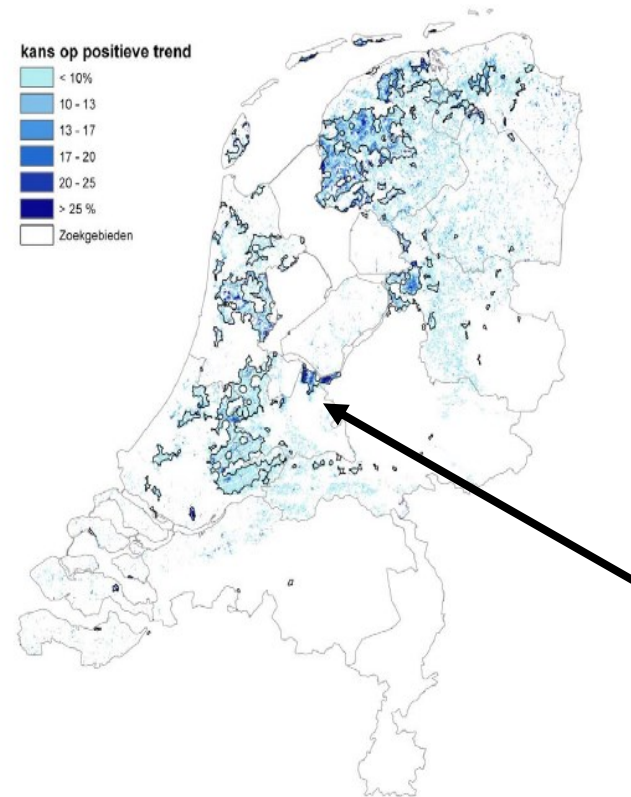 kans op positieve trend
< 10%
10 - 13
13 - 17
17 - 20
20 - 25
> 25 %
Zoekgebieden